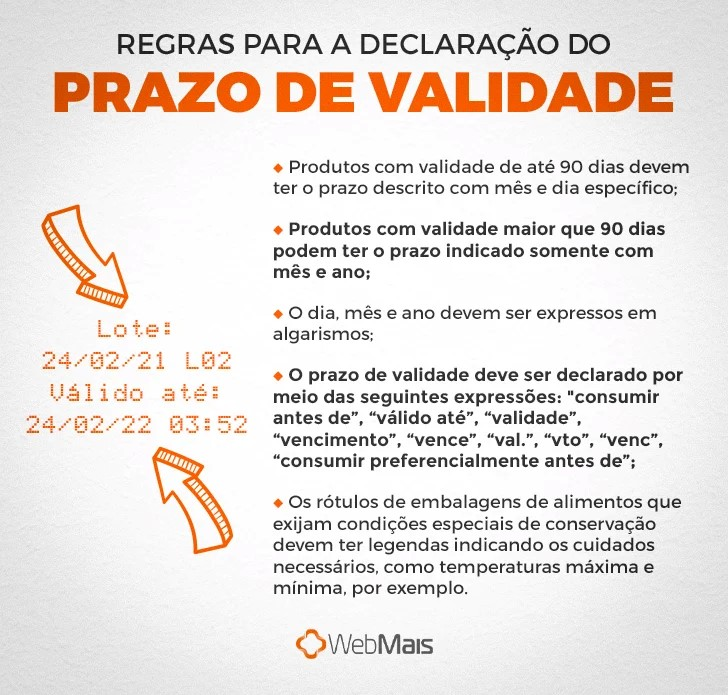 REGRAS PARA A DECLARAÇÃO DO
PRAZO DE VALIDADE
◆ Produtos com validade de até 90 dias devem
ter o prazo descrito com mês e dia específico;
◆ Produtos com validade maior que 90 dias
podem ter o prazo indicado somente com
mês e ano;
◆ O dia, mês e ano devem ser expressos em
algarismos;
◆ O prazo de validade deve ser declarado por
meio das seguintes expressões: "consumir
antes de”, “válido até”, “validade”,
“vencimento”, “vence”, “val.”, “vto”, “venc”,
“consumir preferencialmente antes de”;
◆ Os rótulos de embalagens de alimentos que
exijam condições especiais de conservação
devem ter legendas indicando os cuidados
necessários, como temperaturas máxima e
mínima, por exemplo.
Lote:
24/02/21 L02
Válido até:
24/02/22 03:52
WebMais